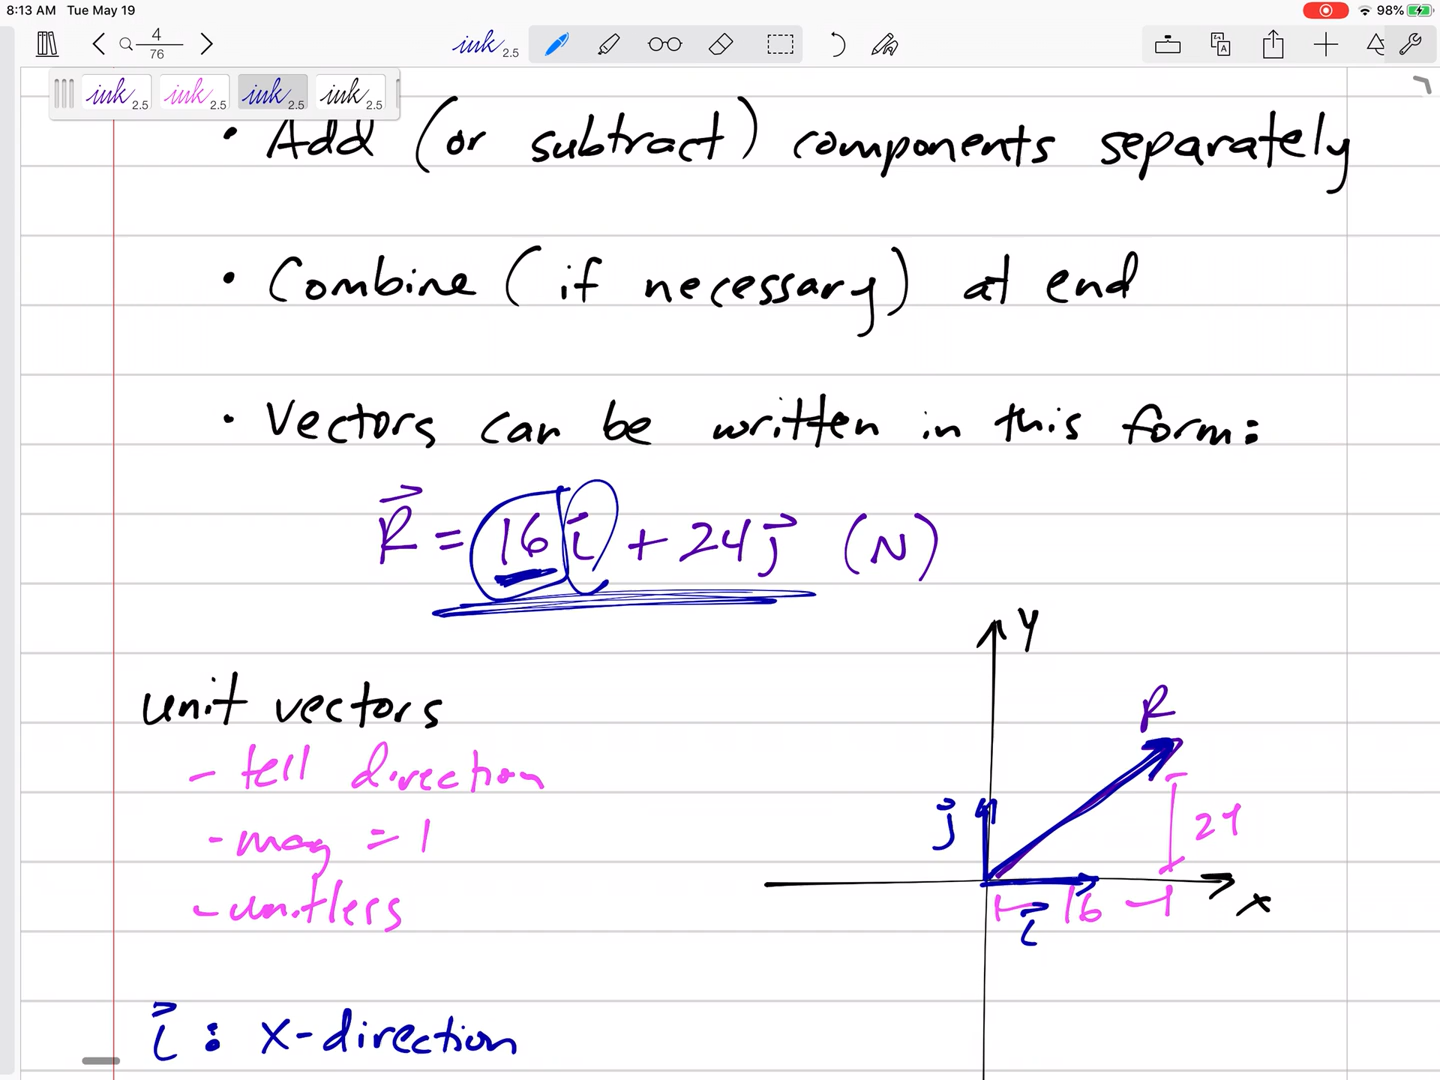 8:13 AM Tue May 19
98%
4
76
ink 2.5
ink 2.5 ink 2.5 ink 2.5 ink 2.5
• Add (or subtract) components separately
• Combine (if necessary) at end
• Vectors can be written in this form:
R⃗ = 16 i⃗ + 24 j⃗ (N)
y
unit vectors
R
- tell direction
j⃗
24
- mag = 1
x
16
- unitless
i⃗
i⃗ : x-direction